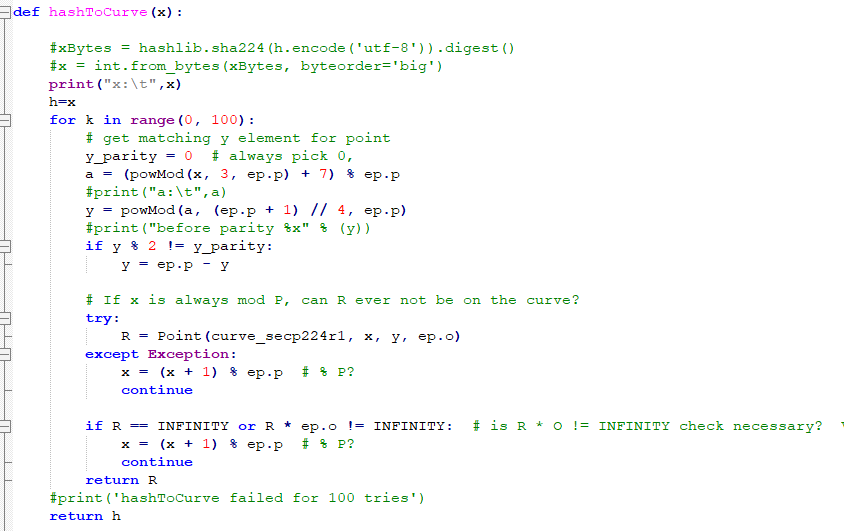 def hashToCurve(x):
#xBytes = hashlib.sha224(h.encode('utf-8')).digest()
#x = int.from_bytes(xBytes, byteorder='big')
print("x:\t",x)
h=x
for k in range(0, 100):
# get matching y element for point
y_parity = 0  # always pick 0,
a = (powMod(x, 3, ep.p) + 7) % ep.p
#print("a:\t",a)
y = powMod(a, (ep.p + 1) // 4, ep.p)
#print("before parity %x" % (y))
if y % 2 != y_parity:
y = ep.p - y
# If x is always mod P, can R ever not be on the curve?
try:
R = Point(curve_secp224r1, x, y, ep.o)
except Exception:
x = (x + 1) % ep.p  # % P?
continue
if R == INFINITY or R * ep.o != INFINITY:  # is R * O != INFINITY check necessary?
x = (x + 1) % ep.p  # % P?
continue
return R
#print('hashToCurve failed for 100 tries')
return h